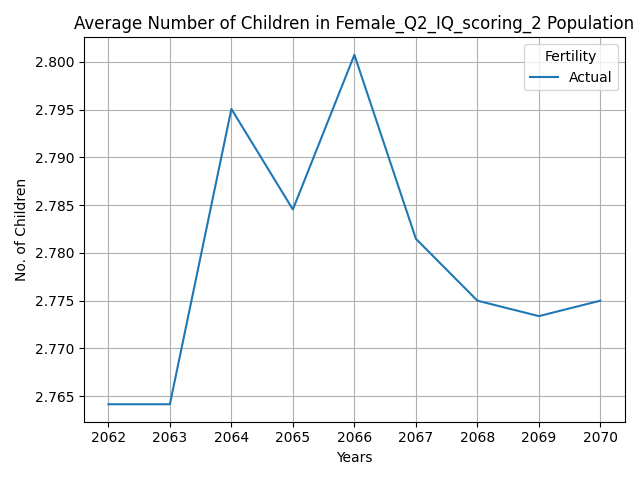 Average Number of Children in Female_Q2_IQ_scoring_2 Population
Fertility
Actual
No. of Children
2.800
2.795
2.790
2.785
2.780
2.775
2.770
2.765
2062 2063 2064 2065 2066 2067 2068 2069 2070
Years